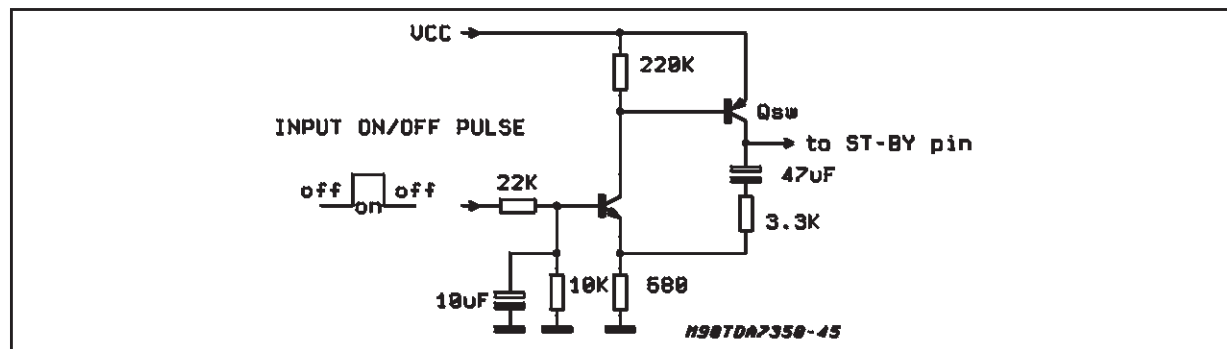 VCC
220K
Qsw
INPUT ON/OFF PULSE
to ST-BY pin
47uF
off on off
22K
3.3K
10uF
10K
680
M90TDA7350-45